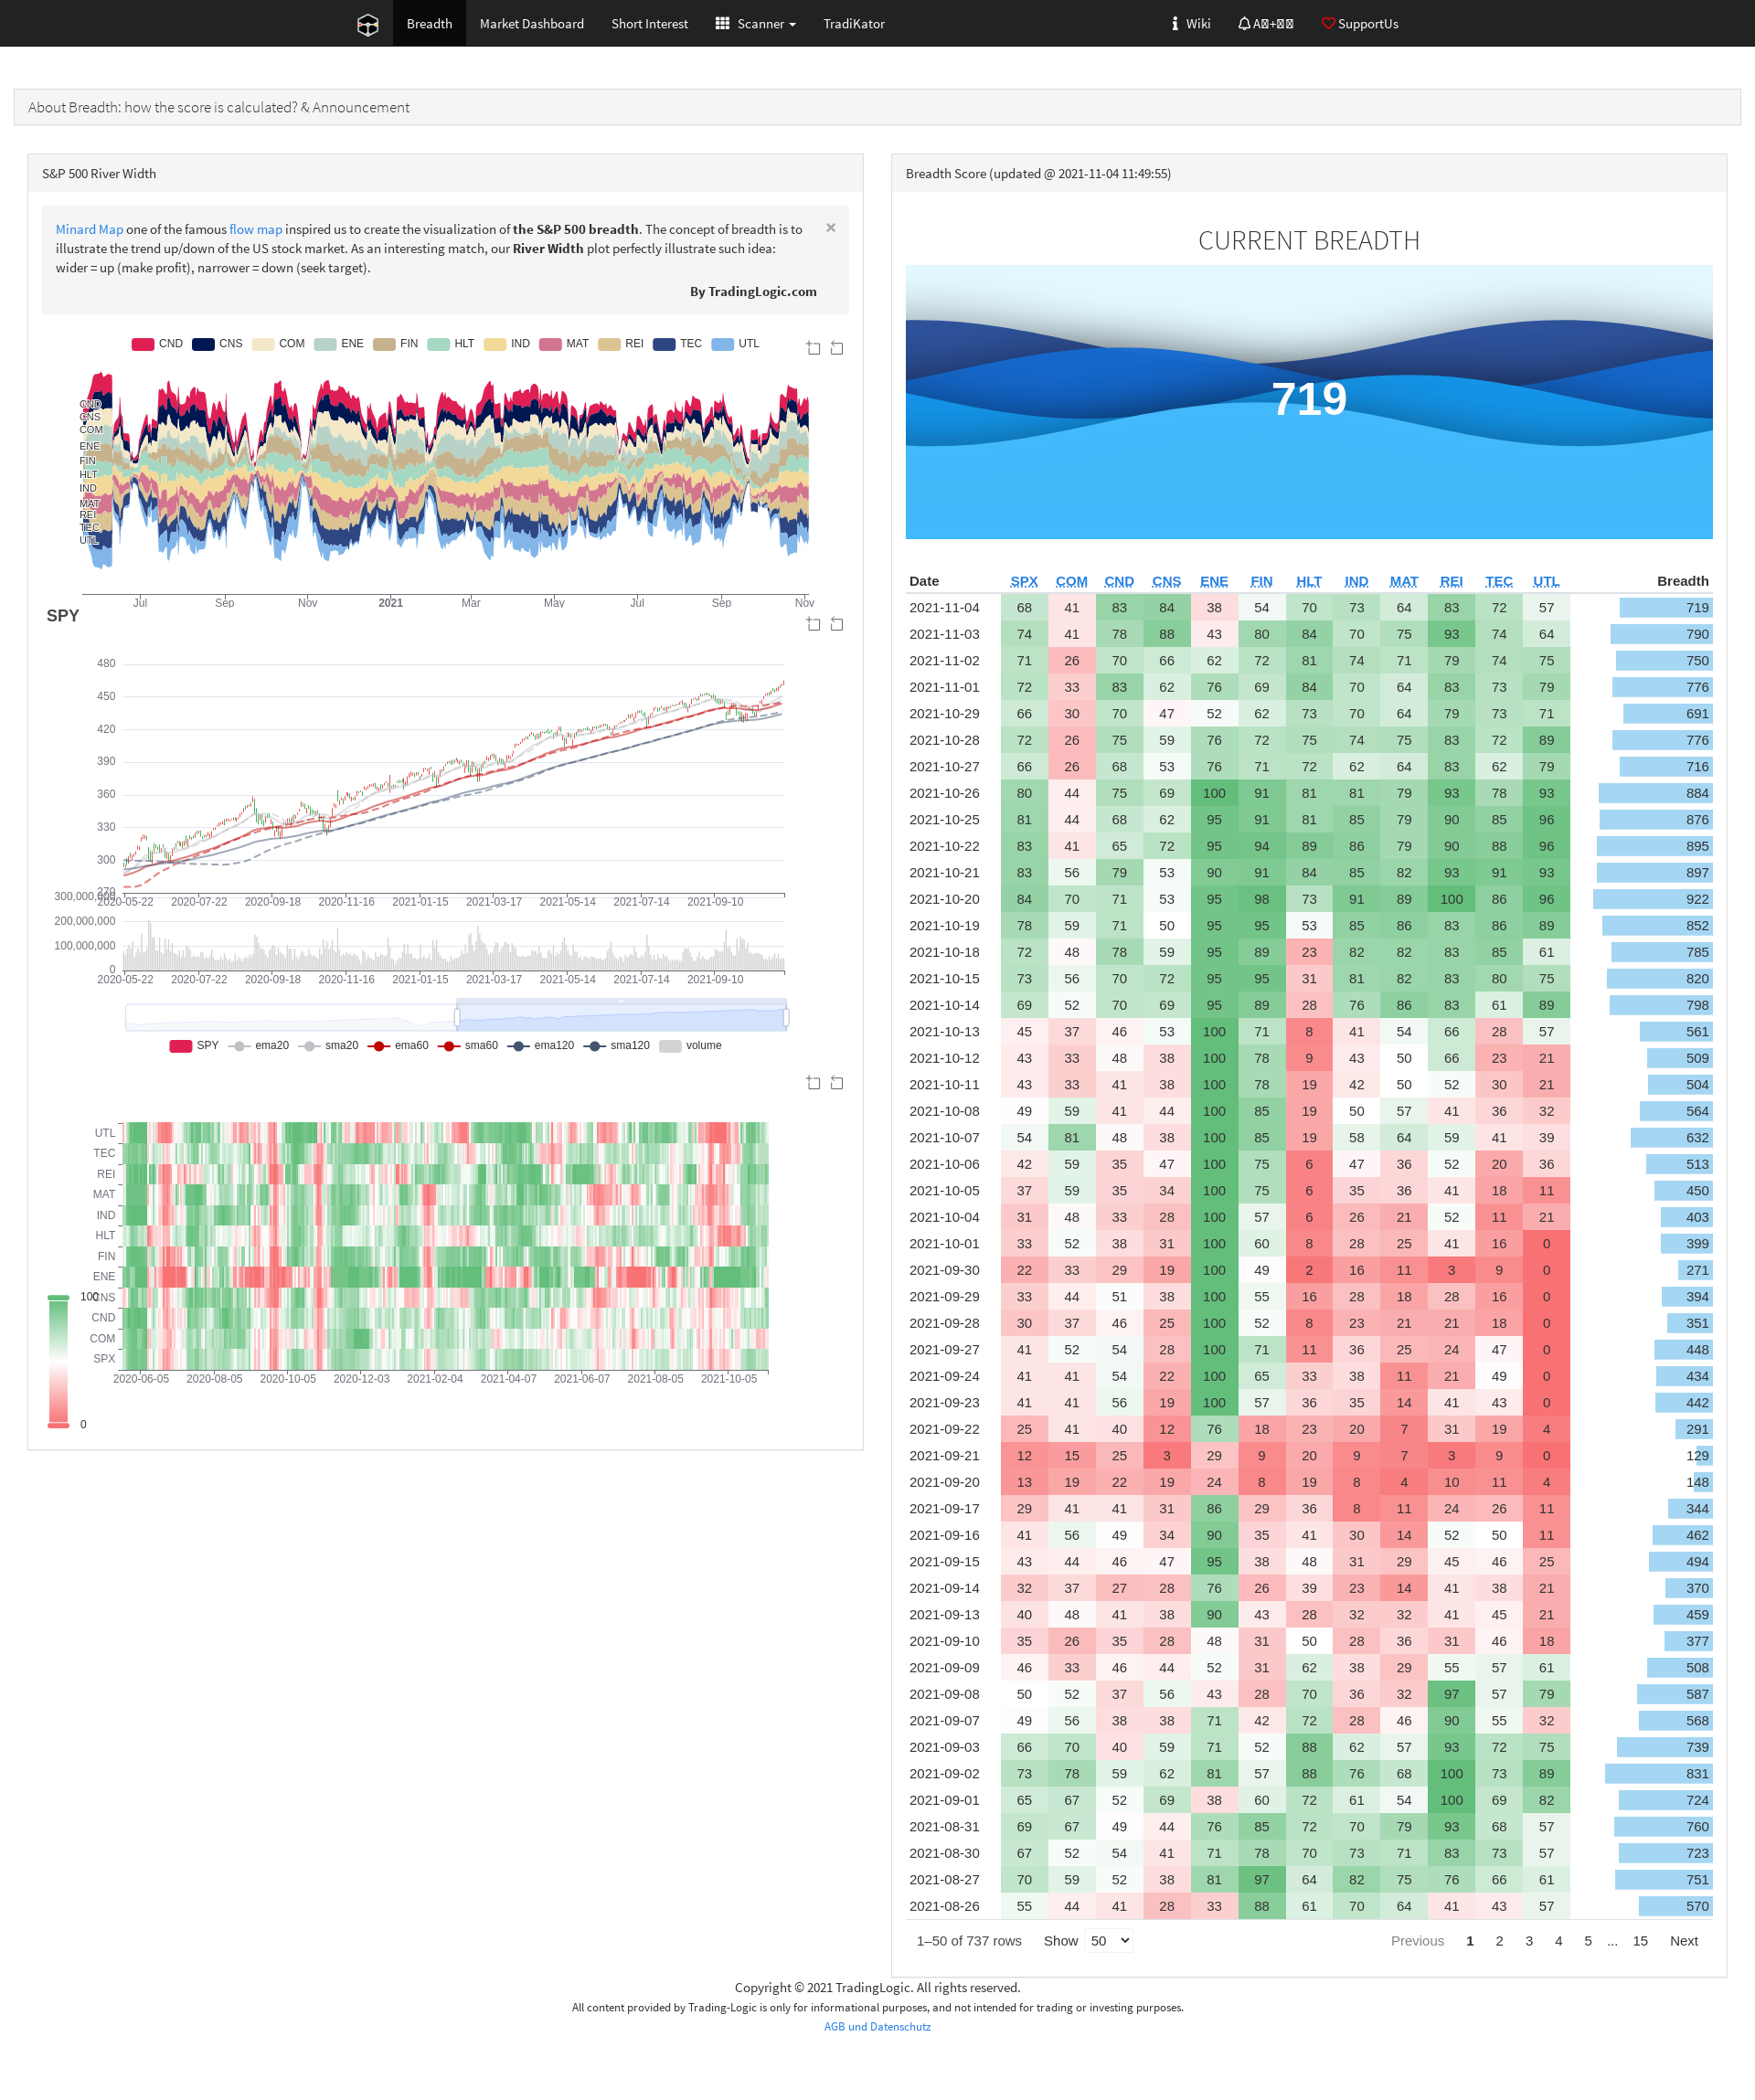 Breadth Market Dashboard Short Interest Scanner TradiKator Wiki SupportUs
About Breadth: how the score is calculated? & Announcement
S&P 500 River Width
Minard Map one of the famous flow map inspired us to create the visualization of the S&P 500 breadth. The concept of breadth is to
illustrate the trend up/down of the US stock market. As an interesting match, our River Width plot perfectly illustrate such idea:
wider = up (make profit), narrower = down (seek target).
×
By TradingLogic.com
CND CNS COM ENE FIN HLT IND MAT REI TEC UTL
CND
CNS
COM
ENE
FIN
HLT
IND
MAT
REI
TEC
UTL
Jul Sep Nov 2021 Mar May Jul Sep Nov
SPY
480
450
420
390
360
330
300
270
2020-05-22 2020-07-22 2020-09-18 2020-11-16 2021-01-15 2021-03-17 2021-05-14 2021-07-14 2021-09-10
300,000,000
200,000,000
100,000,000
0
2020-05-22 2020-07-22 2020-09-18 2020-11-16 2021-01-15 2021-03-17 2021-05-14 2021-07-14 2021-09-10
SPY ema20 sma20 ema60 sma60 ema120 sma120 volume
UTL
TEC
REI
MAT
IND
HLT
FIN
ENE
CNS
CND
COM
SPX
2020-06-05 2020-08-05 2020-10-05 2020-12-03 2021-02-04 2021-04-07 2021-06-07 2021-08-05 2021-10-05
100
0
Breadth Score (updated @ 2021-11-04 11:49:55)
CURRENT BREADTH
719
Date SPX COM CND CNS ENE FIN HLT IND MAT REI TEC UTL Breadth
2021-11-04 68 41 83 84 38 54 70 73 64 83 72 57 719
2021-11-03 74 41 78 88 43 80 84 70 75 93 74 64 790
2021-11-02 71 26 70 66 62 72 81 74 71 79 74 75 750
2021-11-01 72 33 83 62 76 69 84 70 64 83 73 79 776
2021-10-29 66 30 70 47 52 62 73 70 64 79 73 71 691
2021-10-28 72 26 75 59 76 72 75 74 75 83 72 89 776
2021-10-27 66 26 68 53 76 71 72 62 64 83 62 79 716
2021-10-26 80 44 75 69 100 91 81 81 79 93 78 93 884
2021-10-25 81 44 68 62 95 91 81 85 79 90 85 96 876
2021-10-22 83 41 65 72 95 94 89 86 79 90 88 96 895
2021-10-21 83 56 79 53 90 91 84 85 82 93 91 93 897
2021-10-20 84 70 71 53 95 98 73 91 89 100 86 96 922
2021-10-19 78 59 71 50 95 95 53 85 86 83 86 89 852
2021-10-18 72 48 78 59 95 89 23 82 82 83 85 61 785
2021-10-15 73 56 70 72 95 95 31 81 82 83 80 75 820
2021-10-14 69 52 70 69 95 89 28 76 86 83 61 89 798
2021-10-13 45 37 46 53 100 71 8 41 54 66 28 57 561
2021-10-12 43 33 48 38 100 78 9 43 50 66 23 21 509
2021-10-11 43 33 41 38 100 78 19 42 50 52 30 21 504
2021-10-08 49 59 41 44 100 85 19 50 57 41 36 32 564
2021-10-07 54 81 48 38 100 85 19 58 64 59 41 39 632
2021-10-06 42 59 35 47 100 75 6 47 36 52 20 36 513
2021-10-05 37 59 35 34 100 75 6 35 36 41 18 11 450
2021-10-04 31 48 33 28 100 57 6 26 21 52 11 21 403
2021-10-01 33 52 38 31 100 60 8 28 25 41 16 0 399
2021-09-30 22 33 29 19 100 49 2 16 11 3 9 0 271
2021-09-29 33 44 51 38 100 55 16 28 18 28 16 0 394
2021-09-28 30 37 46 25 100 52 8 23 21 21 18 0 351
2021-09-27 41 52 54 28 100 71 11 36 25 24 47 0 448
2021-09-24 41 41 54 22 100 65 33 38 11 21 49 0 434
2021-09-23 41 41 56 19 100 57 36 35 14 41 43 0 442
2021-09-22 25 41 40 12 76 18 23 20 7 31 19 4 291
2021-09-21 12 15 25 3 29 9 20 9 7 3 9 0 129
2021-09-20 13 19 22 19 24 8 19 8 4 10 11 4 148
2021-09-17 29 41 41 31 86 29 36 8 11 24 26 11 344
2021-09-16 41 56 49 34 90 35 41 30 14 52 50 11 462
2021-09-15 43 44 46 47 95 38 48 31 29 45 46 25 494
2021-09-14 32 37 27 28 76 26 39 23 14 41 38 21 370
2021-09-13 40 48 41 38 90 43 28 32 32 41 45 21 459
2021-09-10 35 26 35 28 48 31 50 28 36 31 46 18 377
2021-09-09 46 33 46 44 52 31 62 38 29 55 57 61 508
2021-09-08 50 52 37 56 43 28 70 36 32 97 57 79 587
2021-09-07 49 56 38 38 71 42 72 28 46 90 55 32 568
2021-09-03 66 70 40 59 71 52 88 62 57 93 72 75 739
2021-09-02 73 78 59 62 81 57 88 76 68 100 73 89 831
2021-09-01 65 67 52 69 38 60 72 61 54 100 69 82 724
2021-08-31 69 67 49 44 76 85 72 70 79 93 68 57 760
2021-08-30 67 52 54 41 71 78 70 73 71 83 73 57 723
2021-08-27 70 59 52 38 81 97 64 82 75 76 66 61 751
2021-08-26 55 44 41 28 33 88 61 70 64 41 43 57 570
1–50 of 737 rows Show 50 Previous 1 2 3 4 5 ... 15 Next
Copyright © 2021 TradingLogic. All rights reserved.
All content provided by Trading-Logic is only for informational purposes, and not intended for trading or investing purposes.
AGB und Datenschutz